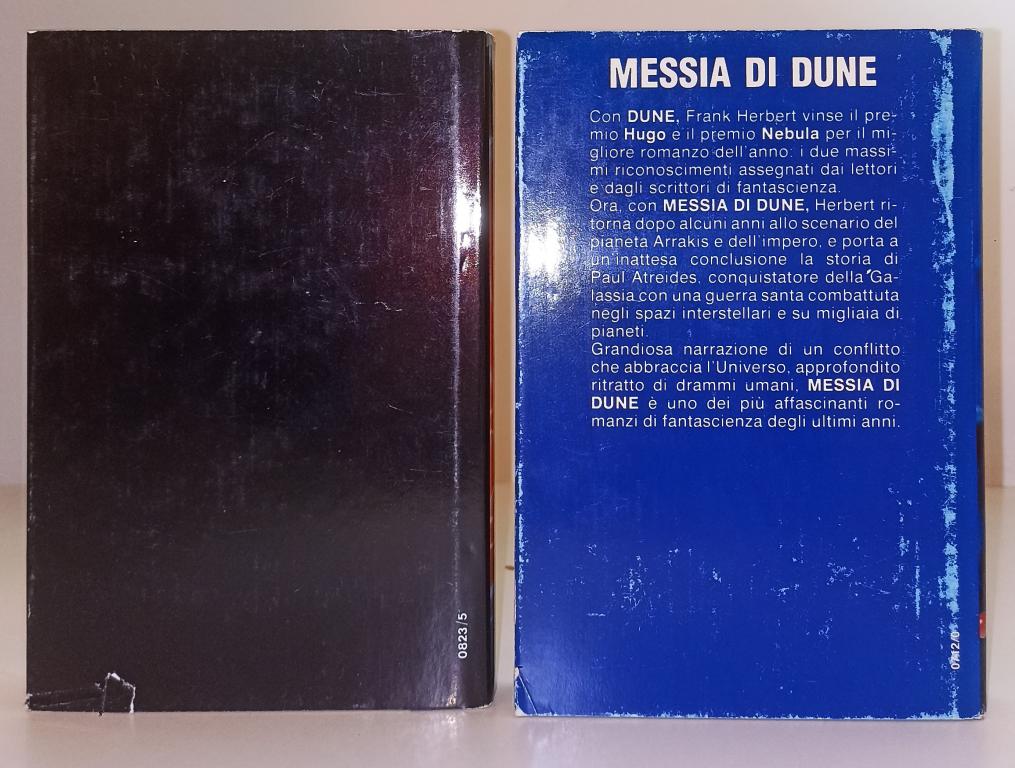 0823/5
MESSIA DI DUNE
Con DUNE, Frank Herbert vinse il pre-
mio Hugo e il premio Nebula per il mi-
gliore romanzo dell'anno: i due massi-
mi riconoscimenti assegnati dai lettori
e dagli scrittori di fantascienza.
Ora, con MESSIA DI DUNE, Herbert ri-
torna dopo alcuni anni allo scenario del
pianeta Arrakis e dell'impero, e porta a
un'inattesa conclusione la storia di
Paul Atreides, conquistatore della Ga-
lassia con una guerra santa combattuta
negli spazi interstellari e su migliaia di
pianeti.
Grandiosa narrazione di un conflitto
che abbraccia l'Universo, approfondito
ritratto di drammi umani, MESSIA DI
DUNE è uno dei più affascinanti ro-
manzi di fantascienza degli ultimi anni.
0712/0